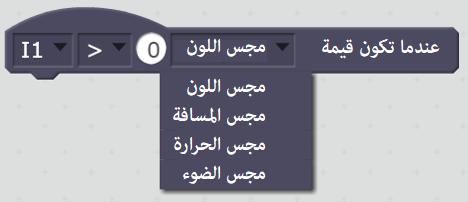 عندما تكون قيمة مجس اللون 0 < I1
مجس اللون
مجس المسافة
مجس الحرارة
مجس الضوء